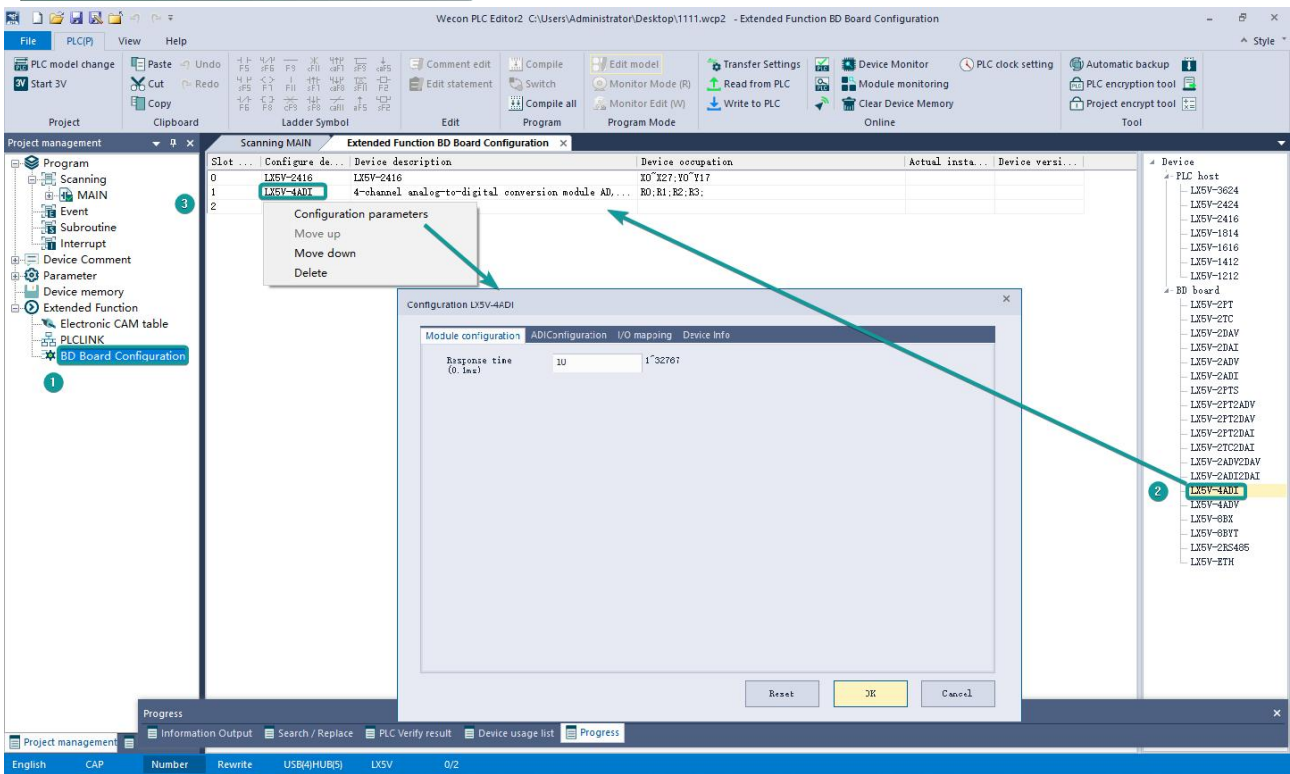 Wecon PLC Editor2 C:\Users\Administrator\Desktop\1111.wcp2 - Extended Function BD Board Configuration
File PLC(P) View Help
Style
PLC model change Paste Undo Comment edit Compile Edit model Transfer Settings Device Monitor PLC clock setting Automatic backup
Start 3V Cut Redo Edit statement Switch Monitor Mode (R) Read from PLC Module monitoring PLC encryption tool
Copy Compile all Monitor Edit (W) Write to PLC Clear Device Memory Project encrypt tool
Project Clipboard Ladder Symbol Edit Program Program Mode Online Tool
Project management
Scanning MAIN Extended Function BD Board Configuration
Program
Scanning
MAIN
Event
Subroutine
Interrupt
Device Comment
Parameter
Device memory
Extended Function
Electronic CAM table
PLCLINK
BD Board Configuration
1
3
Slot ... Configure de... Device description Device occupation Actual insta... Device versi...
0 LX5V-2416 LX5V-2416 X0~X27;Y0~Y17
1 LX5V-4ADI 4-channel analog-to-digital conversion module AD,... R0;R1;R2;R3;
2
Configuration parameters
Move up
Move down
Delete
Configuration LX5V-4ADI
Module configuration ADIConfiguration I/O mapping Device Info
Response time
(0.1ms)
10 1~32767
Reset OK Cancel
Device
PLC host
LX5V-3624
LX5V-2424
LX5V-2416
LX5V-1814
LX5V-1616
LX5V-1412
LX5V-1212
BD board
LX5V-2PT
LX5V-2TC
LX5V-2DAV
LX5V-2DAI
LX5V-2ADV
LX5V-2ADI
LX5V-2PTS
LX5V-2PT2ADV
LX5V-2PT2DAV
LX5V-2PT2DAI
LX5V-2TC2DAI
LX5V-2ADV2DAV
LX5V-2ADI2DAI
2
LX5V-4ADI
LX5V-4ADV
LX5V-8BX
LX5V-8BYT
LX5V-2RS485
LX5V-ETH
Progress
Project management Information Output Search / Replace PLC Verify result Device usage list Progress
English CAP Number Rewrite USB(4)HUB(5) LX5V 0/2